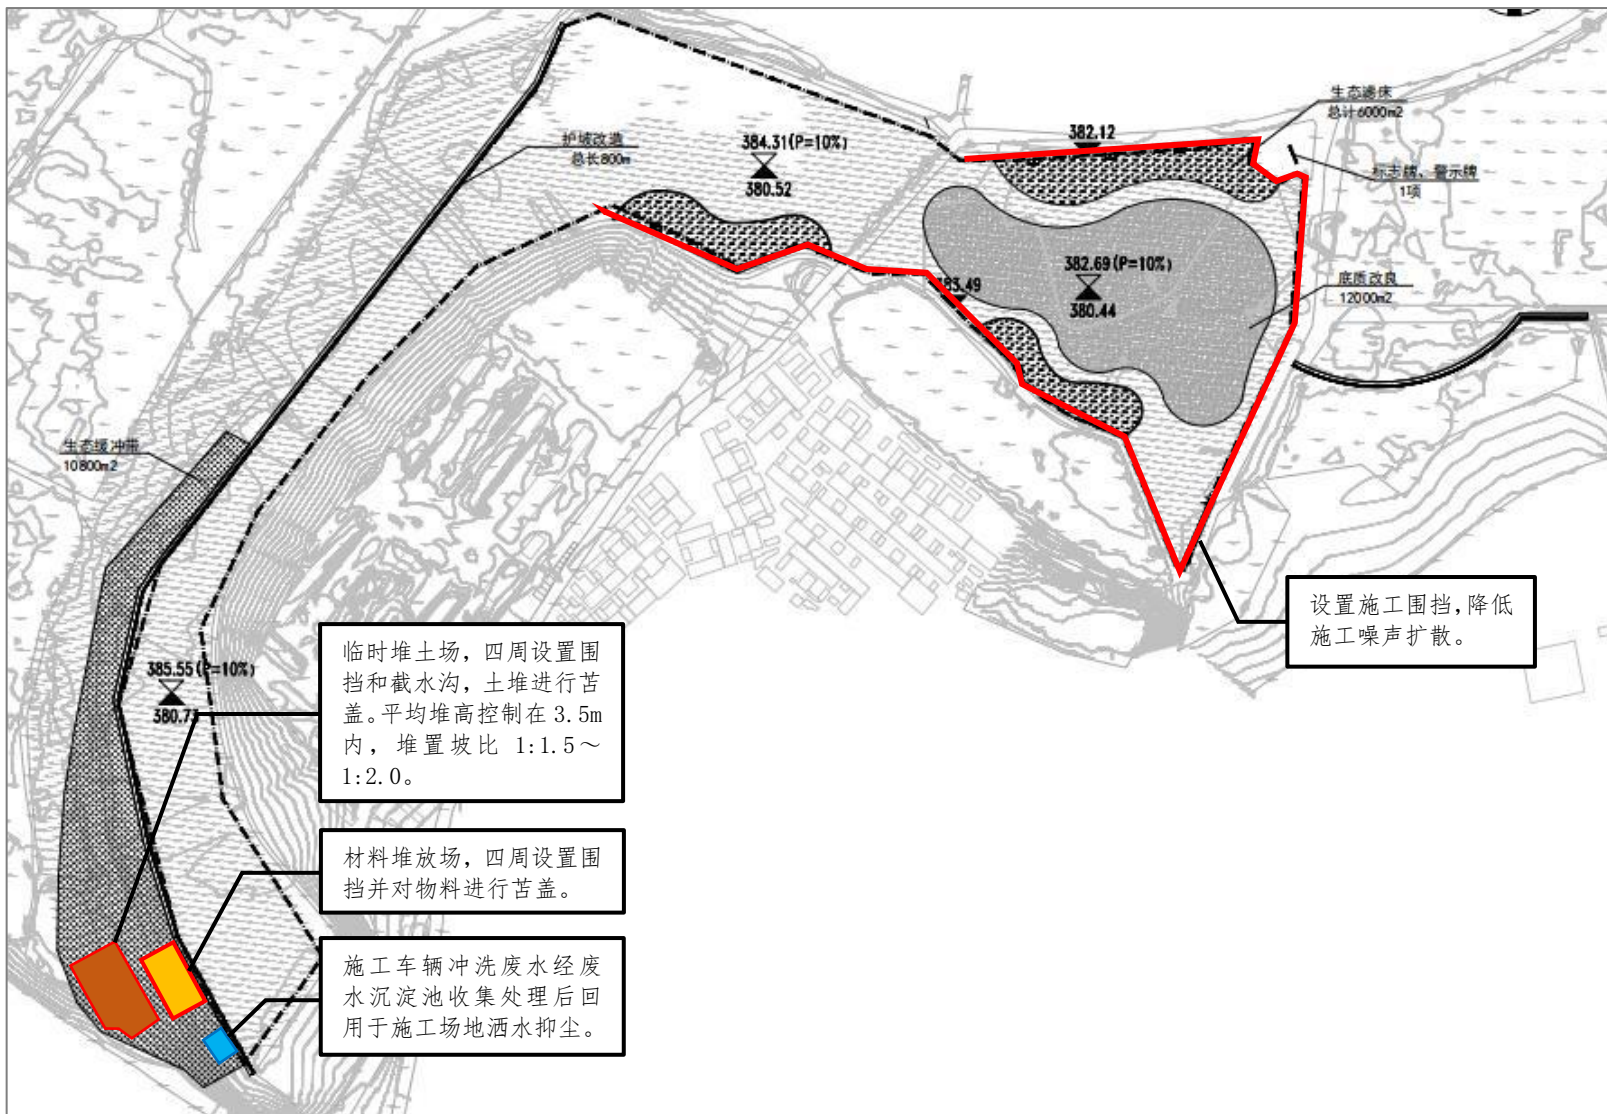 生态滤床
总计6000m2
382.12
护坡改造
总长800m
384.31(P=10%)
380.52
标志牌、警示牌
1项
382.69(P=10%)
380.44
383.49
底质改良
12000m2
生态缓冲带
10800m2
设置施工围挡,降低
施工噪声扩散。
385.55(P=10%)
380.73
临时堆土场，四周设置围
挡和截水沟，土堆进行苫
盖。平均堆高控制在 3.5m
内，堆置坡比 1:1.5～
1:2.0。
材料堆放场，四周设置围
挡并对物料进行苫盖。
施工车辆冲洗废水经废
水沉淀池收集处理后回
用于施工场地洒水抑尘。